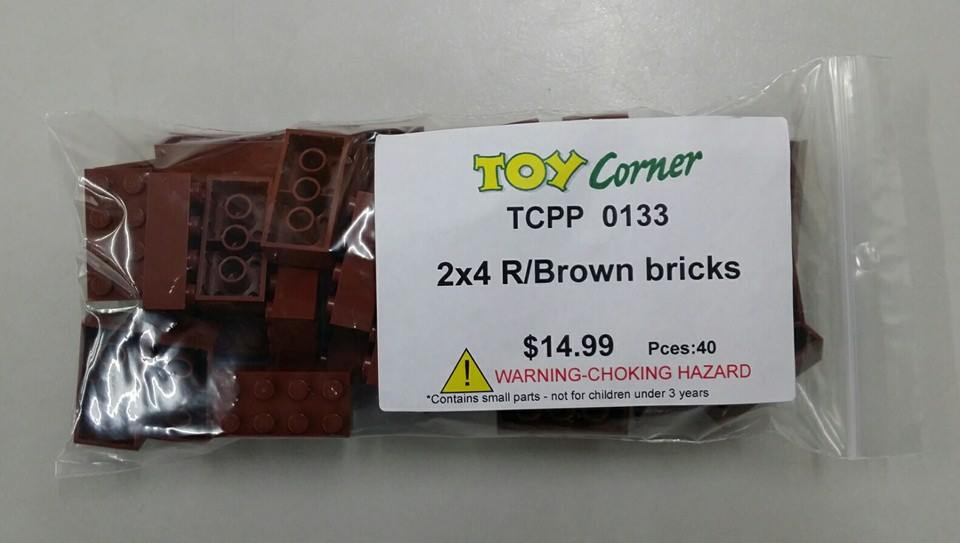 TOY Corner
TCPP 0133
2x4 R/Brown bricks
$14.99 Pces:40
!
WARNING-CHOKING HAZARD
*Contains small parts - not for children under 3 years